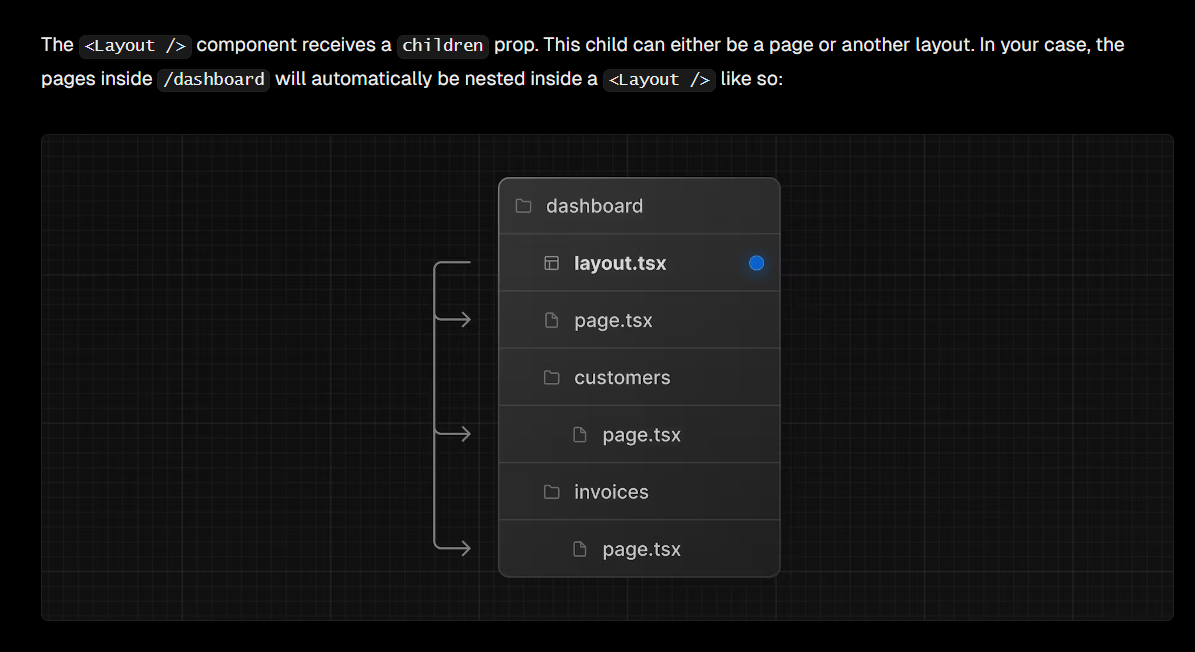 The <Layout /> component receives a children prop. This child can either be a page or another layout. In your case, the
pages inside /dashboard will automatically be nested inside a <Layout /> like so:
dashboard
layout.tsx
page.tsx
customers
page.tsx
invoices
page.tsx